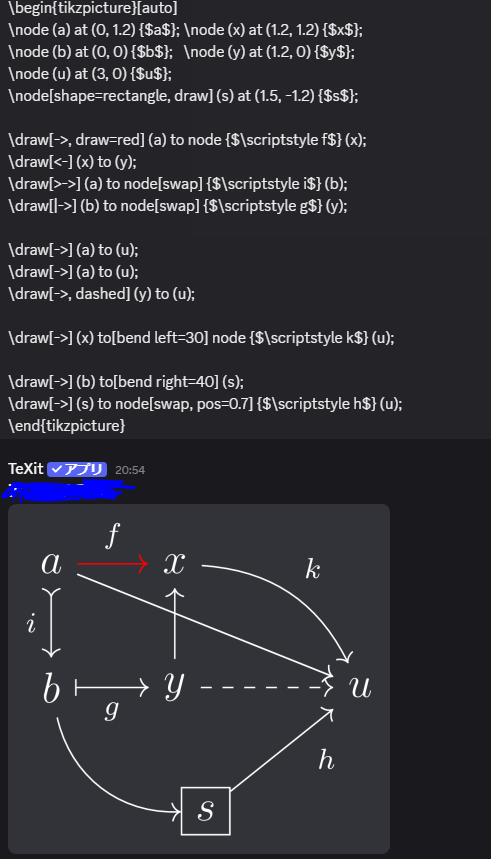 \begin{tikzpicture}[auto]
\node (a) at (0, 1.2) {$a$}; \node (x) at (1.2, 1.2) {$x$};
\node (b) at (0, 0) {$b$}; \node (y) at (1.2, 0) {$y$};
\node (u) at (3, 0) {$u$};
\node[shape=rectangle, draw] (s) at (1.5, -1.2) {$s$};
\draw[->, draw=red] (a) to node {$\scriptstyle f$} (x);
\draw[<-] (x) to (y);
\draw[>->] (a) to node[swap] {$\scriptstyle i$} (b);
\draw[|->] (b) to node[swap] {$\scriptstyle g$} (y);
\draw[->] (a) to (u);
\draw[->] (a) to (u);
\draw[->, dashed] (y) to (u);
\draw[->] (x) to[bend left=30] node {$\scriptstyle k$} (u);
\draw[->] (b) to[bend right=40] (s);
\draw[->] (s) to node[swap, pos=0.7] {$\scriptstyle h$} (u);
\end{tikzpicture}
TeXit ✓アプリ 20:54
f
a x k
i
b y u
g
h
s